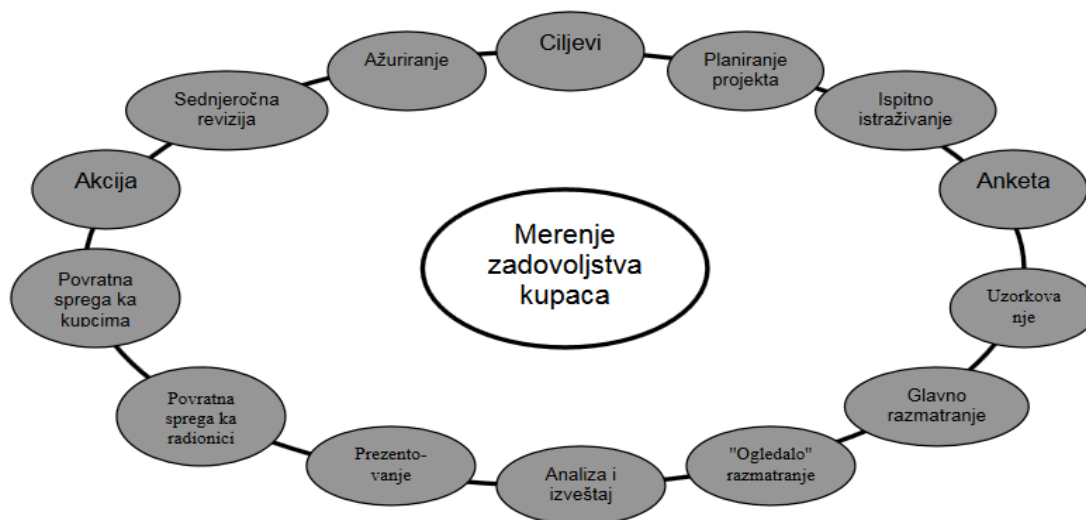 Ciljevi
Planiranje
projekta
Ispitno
istraživanje
Anketa
Uzorkova
nje
Glavno
razmatranje
"Ogledalo"
razmatranje
Analiza i
izveštaj
Prezento-
vanje
Povratna
sprega ka
radionici
Povratna
sprega ka
kupcima
Akcija
Sednjeročna
revizija
Ažuriranje
Merenje
zadovoljstva
kupaca